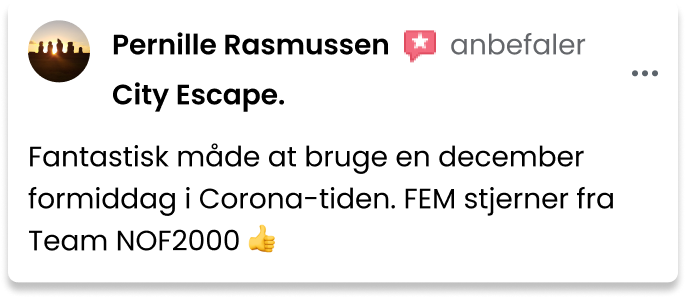 Pernille Rasmussen anbefaler
City Escape.
Fantastisk måde at bruge en december
formiddag i Corona-tiden. FEM stjerner fra
Team NOF2000 👍